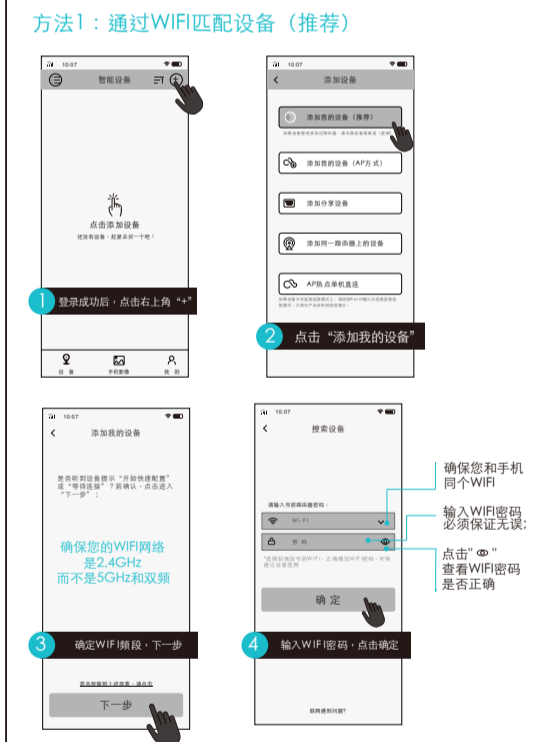 方法1：通过WIFI匹配设备（推荐）
10:07
智能设备
点击添加设备
还没有设备，赶紧去买一个吧！
1 登录成功后，点击右上角“+”
设 备
手机影像
我 的
10:07
添加设备
添加我的设备（推荐）
添加我的设备（AP方式）
添加分享设备
添加同一路由器上的设备
AP热点单机直连
2 点击“添加我的设备”
10:07
添加我的设备
是否听到设备提示“开始快速配置”
或“等待连接”？若确认，点击进入
“下一步”；
确保您的WIFI网络
是2.4GHz
而不是5GHz和双频
3 确定WIFI频段，下一步
下一步
10:07
搜索设备
请输入当前路由器密码：
Wi-Fi
密 码
确 定
4 输入WIFI密码，点击确定
联网遇到问题?
确保您和手机
同个WIFI
输入WIFI密码
必须保证无误;
点击" "
查看WIFI密码
是否正确